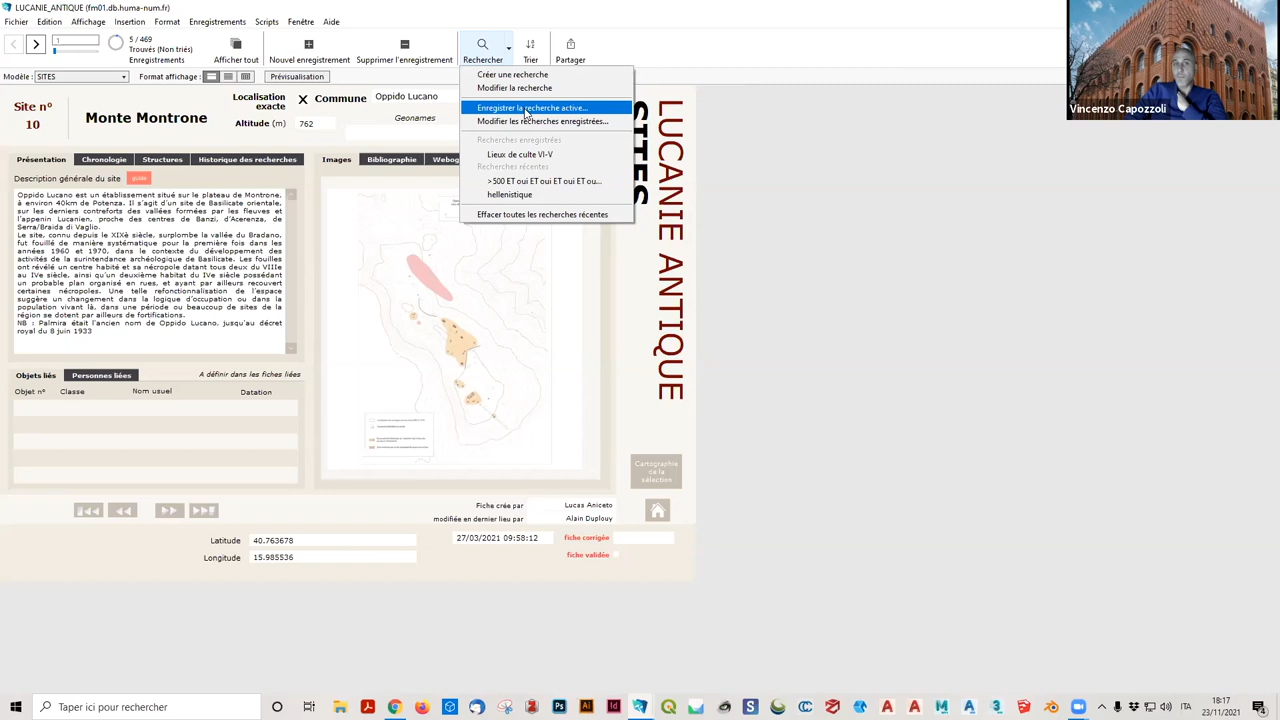 LUCANIE_ANTIQUE (fm01.db.huma-num.fr)
Fichier Edition Affichage Insertion Format Enregistrements Scripts Fenêtre Aide
1
5 / 469
Trouvés (Non triés)
Enregistrements
Afficher tout
Nouvel enregistrement
Supprimer l'enregistrement
Rechercher
Trier
Partager
Modèle : SITES
Format affichage :
Prévisualisation
Créer une recherche
Modifier la recherche
Enregistrer la recherche active...
Modifier les recherches enregistrées...
Recherches enregistrées
Lieux de culte VI-V
Recherches récentes
>500 ET oui ET oui ET oui ET ou...
hellenistique
Effacer toutes les recherches récentes
Vincenzo Capozzoli
Site n°
10
Monte Montrone
Localisation
exacte
X Commune Oppido Lucano
Altitude (m) 762
Geonames
SITES
LUCANIE ANTIQUE
Présentation Chronologie Structures Historique des recherches
Images Bibliographie Webog
Description générale du site guide
Oppido Lucano est un établissement situé sur le plateau de Montrone,
à environ 40km de Potenza. Il s'agit d'un site de Basilicate orientale,
sur les derniers contreforts des vallées formées par les fleuves et
l'appenin Lucanien, proche des centres de Banzi, d'Acerenza, de
Serra/Braida di Vaglio.
Le site, connu depuis le XIXè siècle, surplombe la vallée du Bradano,
fut fouillé de manière systématique pour la première fois dans les
années 1960 et 1970, dans le contexte du développement des
activités de la surintendance archéologique de Basilicate. Les fouilles
ont révélé un centre habité et sa nécropole datant tous deux du VIIIe
au IVe siècle, ainsi qu'un deuxième habitat du IVe siècle possédant
un probable plan organisé en rues, et ayant par ailleurs recouvert
certaines nécropoles. Une telle refonctionnalisation de l'espace
suggère un changement dans la logique d'occupation ou dans la
population vivant là, dans une période ou beaucoup de sites de la
région se dotent par ailleurs de fortifications.
NB : Palmira était l'ancien nom de Oppido Lucano, jusqu'au décret
royal du 8 juin 1933
Objets liés Personnes liées A définir dans les fiches liées
Objet n° Classe Nom usuel Datation
Cartographie
de la
sélection
Fiche crée par Lucas Aniceto
modifiée en dernier lieu par Alain Duplouy
Latitude 40.763678
27/03/2021 09:58:12
fiche corrigée
Longitude 15.985536
fiche validée
Taper ici pour rechercher
18:17
23/11/2021